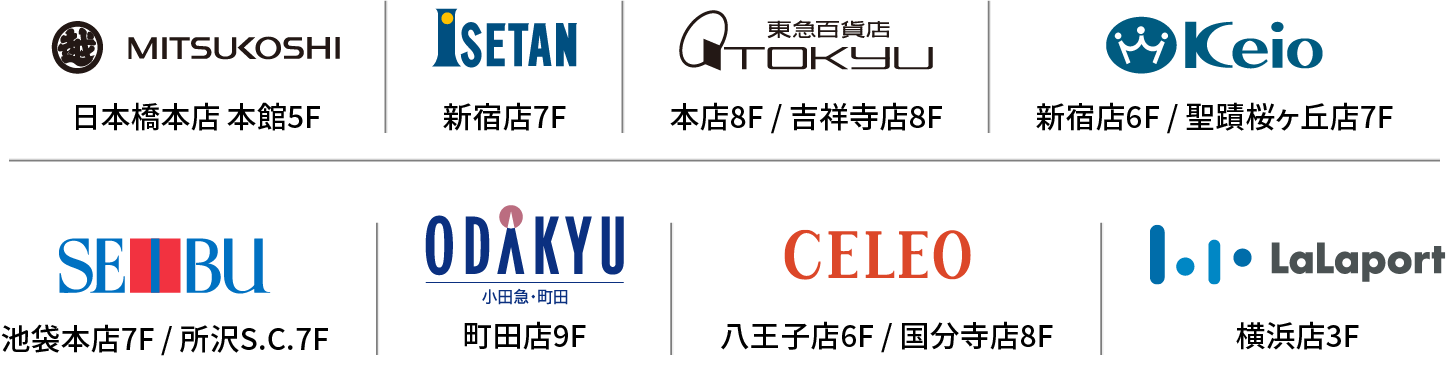 越 MITSUKOSHI
日本橋本店 本館5F
ISETAN
新宿店7F
東急百貨店
TOKYU
本店8F / 吉祥寺店8F
Keio
新宿店6F / 聖蹟桜ヶ丘店7F
SEIBU
池袋本店7F / 所沢S.C.7F
ODAKYU
小田急・町田
町田店9F
CELEO
八王子店6F / 国分寺店8F
LaLaport
横浜店3F